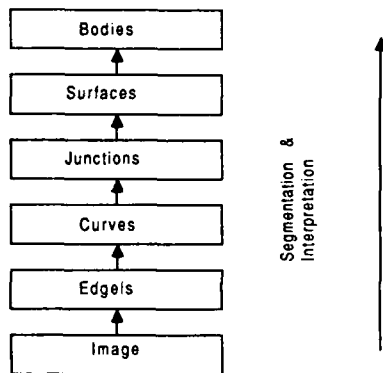 Bodies
Surfaces
Junctions
Curves
Edgels
Image
Segmentation &
Interpretation